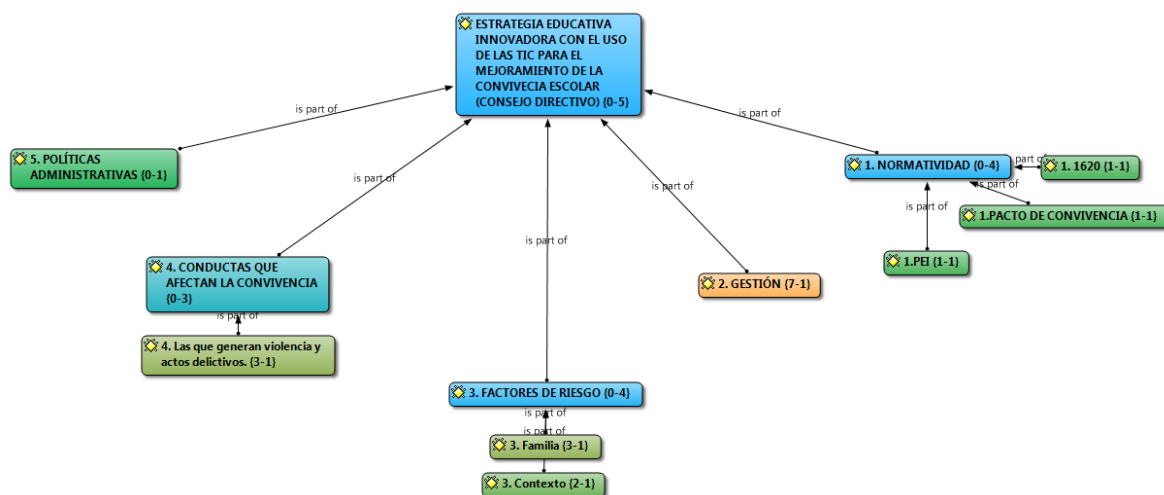 ESTRATEGIA EDUCATIVA
INNOVADORA CON EL USO
DE LAS TIC PARA EL
MEJORAMIENTO DE LA
CONVIVECIA ESCOLAR
(CONSEJO DIRECTIVO) {0-5}
is part of
is part of
is part of
is part of
is part of
5. POLÍTICAS
ADMINISTRATIVAS {0-1}
1. NORMATIVIDAD {0-4}
is part of
1. 1620 {1-1}
is part of
1.PACTO DE CONVIVENCIA {1-1}
is part of
1.PEI {1-1}
4. CONDUCTAS QUE
AFECTAN LA CONVIVENCIA
{0-3}
is part of
4. Las que generan violencia y
actos delictivos. {3-1}
2. GESTIÓN {7-1}
3. FACTORES DE RIESGO {0-4}
is part of
is part of
3. Familia {3-1}
3. Contexto {2-1}